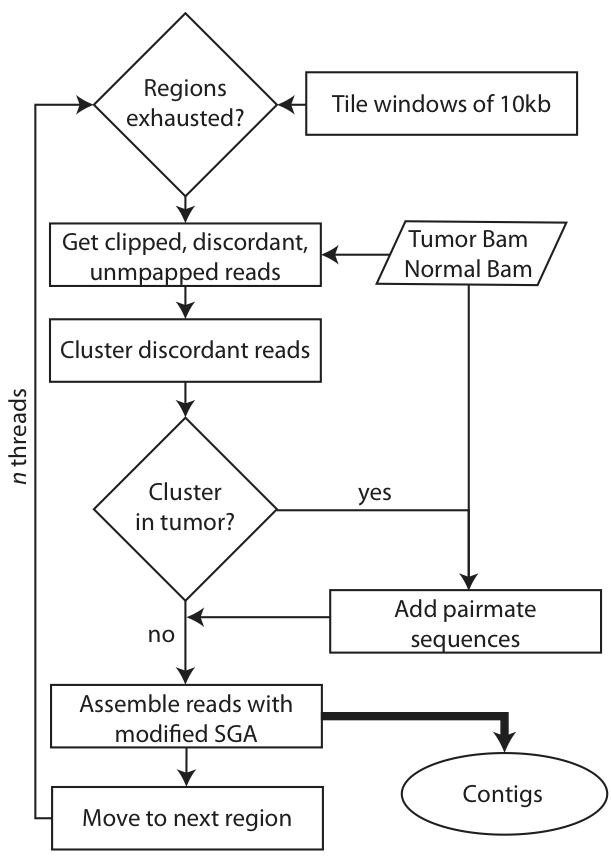 Regions
exhausted?
Tile windows of 10kb
Get clipped, discordant,
unmpapped reads
Tumor Bam
Normal Bam
Cluster discordant reads
n threads
Cluster
in tumor?
yes
Add pairmate
sequences
no
Assemble reads with
modified SGA
Contigs
Move to next region